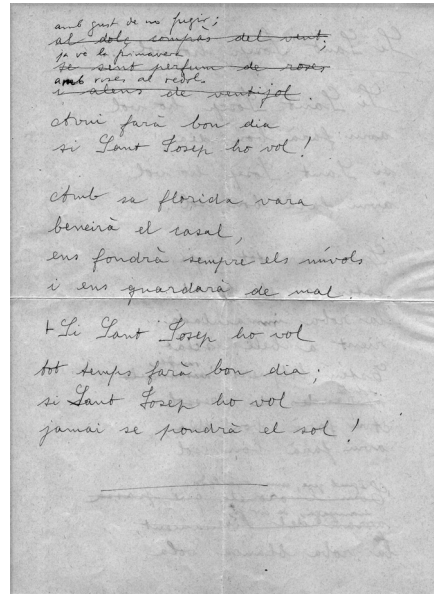 amb gust de no fugir;
al dolç compàs del vent;
ja ve la primavera
se sent perfum de roses
amb roses al redols
i alens de ventijol.
Avui farà bon dia
si Sant Josep ho vol!
Amb sa florida vara
beneirà el casal,
ens fondrà sempre els núvols
i ens guardarà de mal.
Si Sant Josep ho vol
tot temps farà bon dia;
si Sant Josep ho vol
jamai se pondrà el sol!